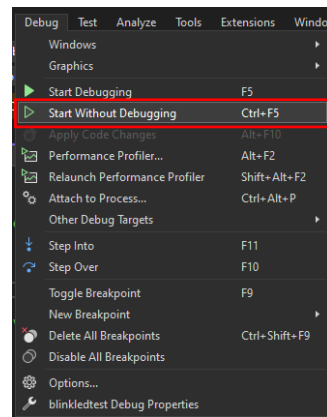 Debug Test Analyze Tools Extensions Windo
Windows
Graphics
Start Debugging F5
Start Without Debugging Ctrl+F5
Apply Code Changes Alt+F10
Performance Profiler... Alt+F2
Relaunch Performance Profiler Shift+Alt+F2
Attach to Process... Ctrl+Alt+P
Other Debug Targets
Step Into F11
Step Over F10
Toggle Breakpoint F9
New Breakpoint
Delete All Breakpoints Ctrl+Shift+F9
Disable All Breakpoints
Options...
blinkledtest Debug Properties